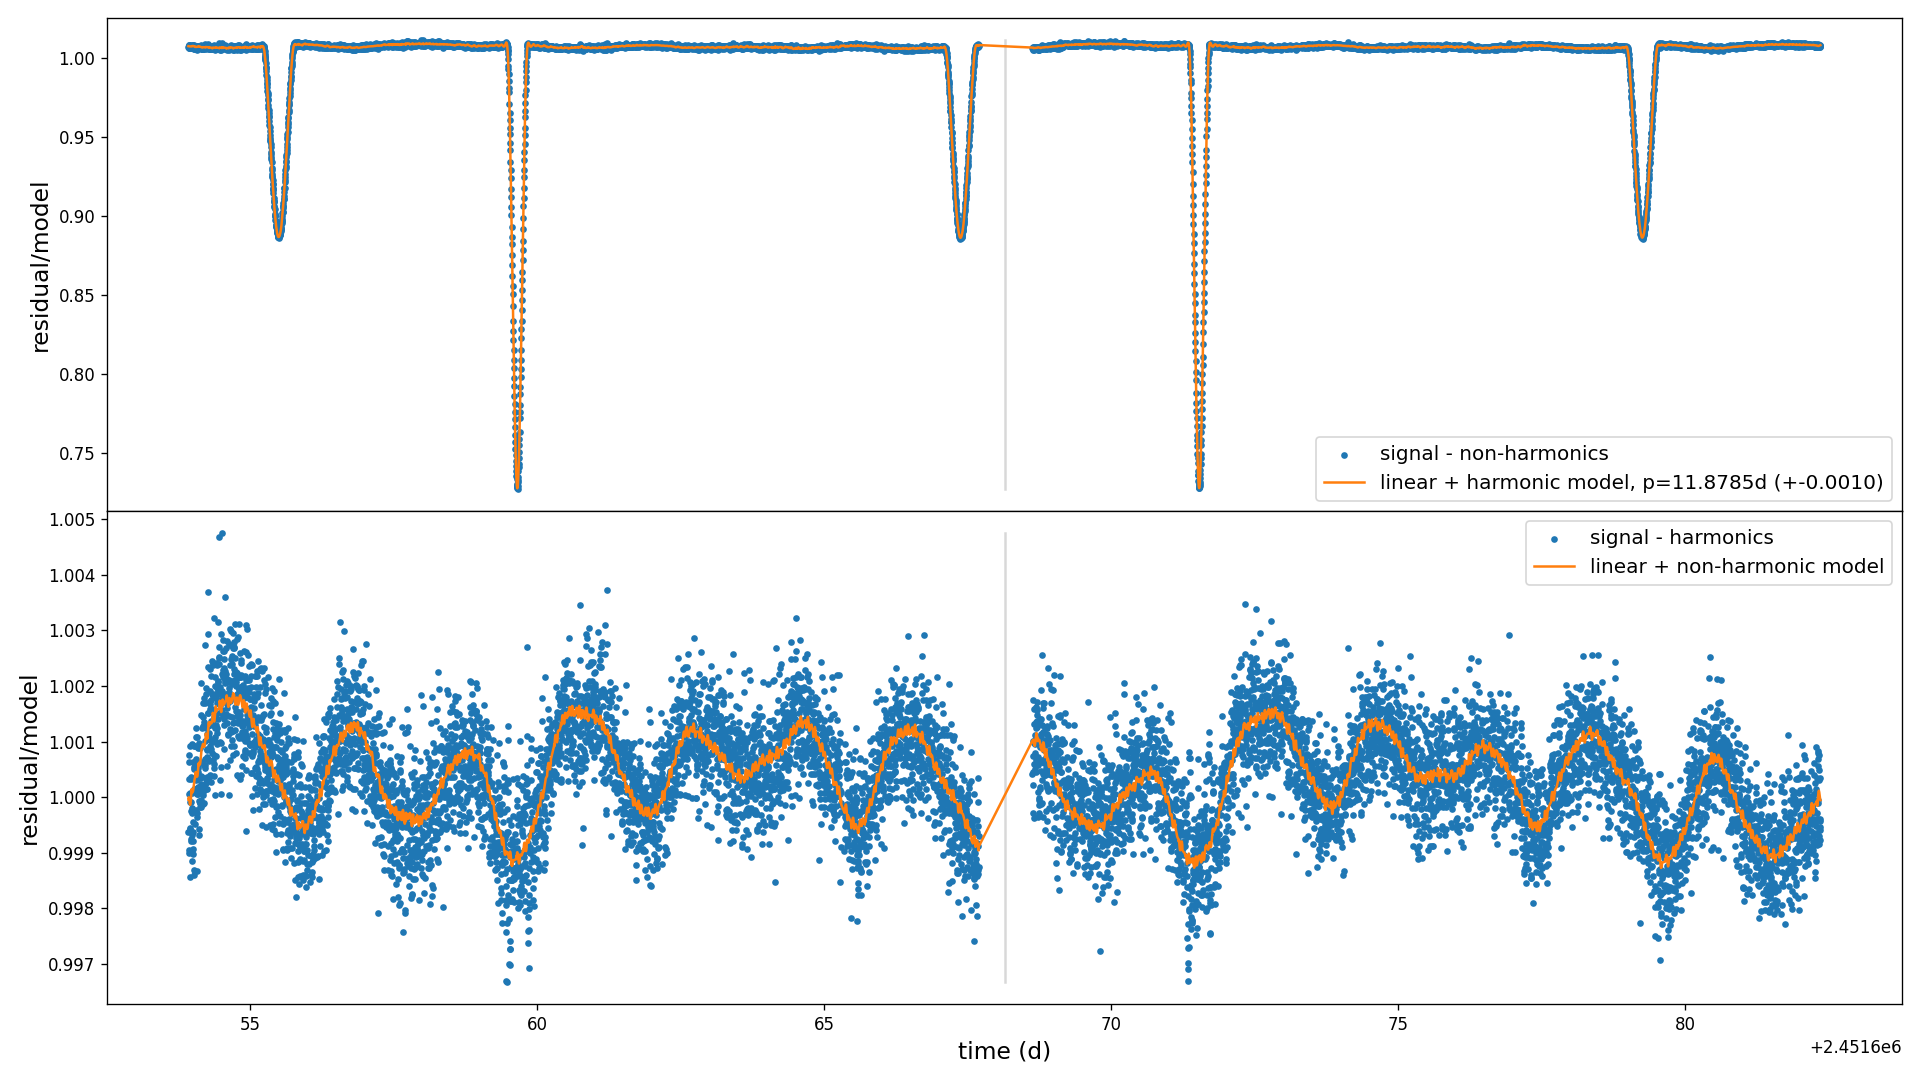 1.00
0.95
0.90
0.85
0.80
0.75
residual/model
signal - non-harmonics
linear + harmonic model, p=11.8785d (+-0.0010)
1.005
1.004
1.003
1.002
1.001
1.000
0.999
0.998
0.997
residual/model
signal - harmonics
linear + non-harmonic model
55
60
65
70
75
80
time (d)
+2.4516e6